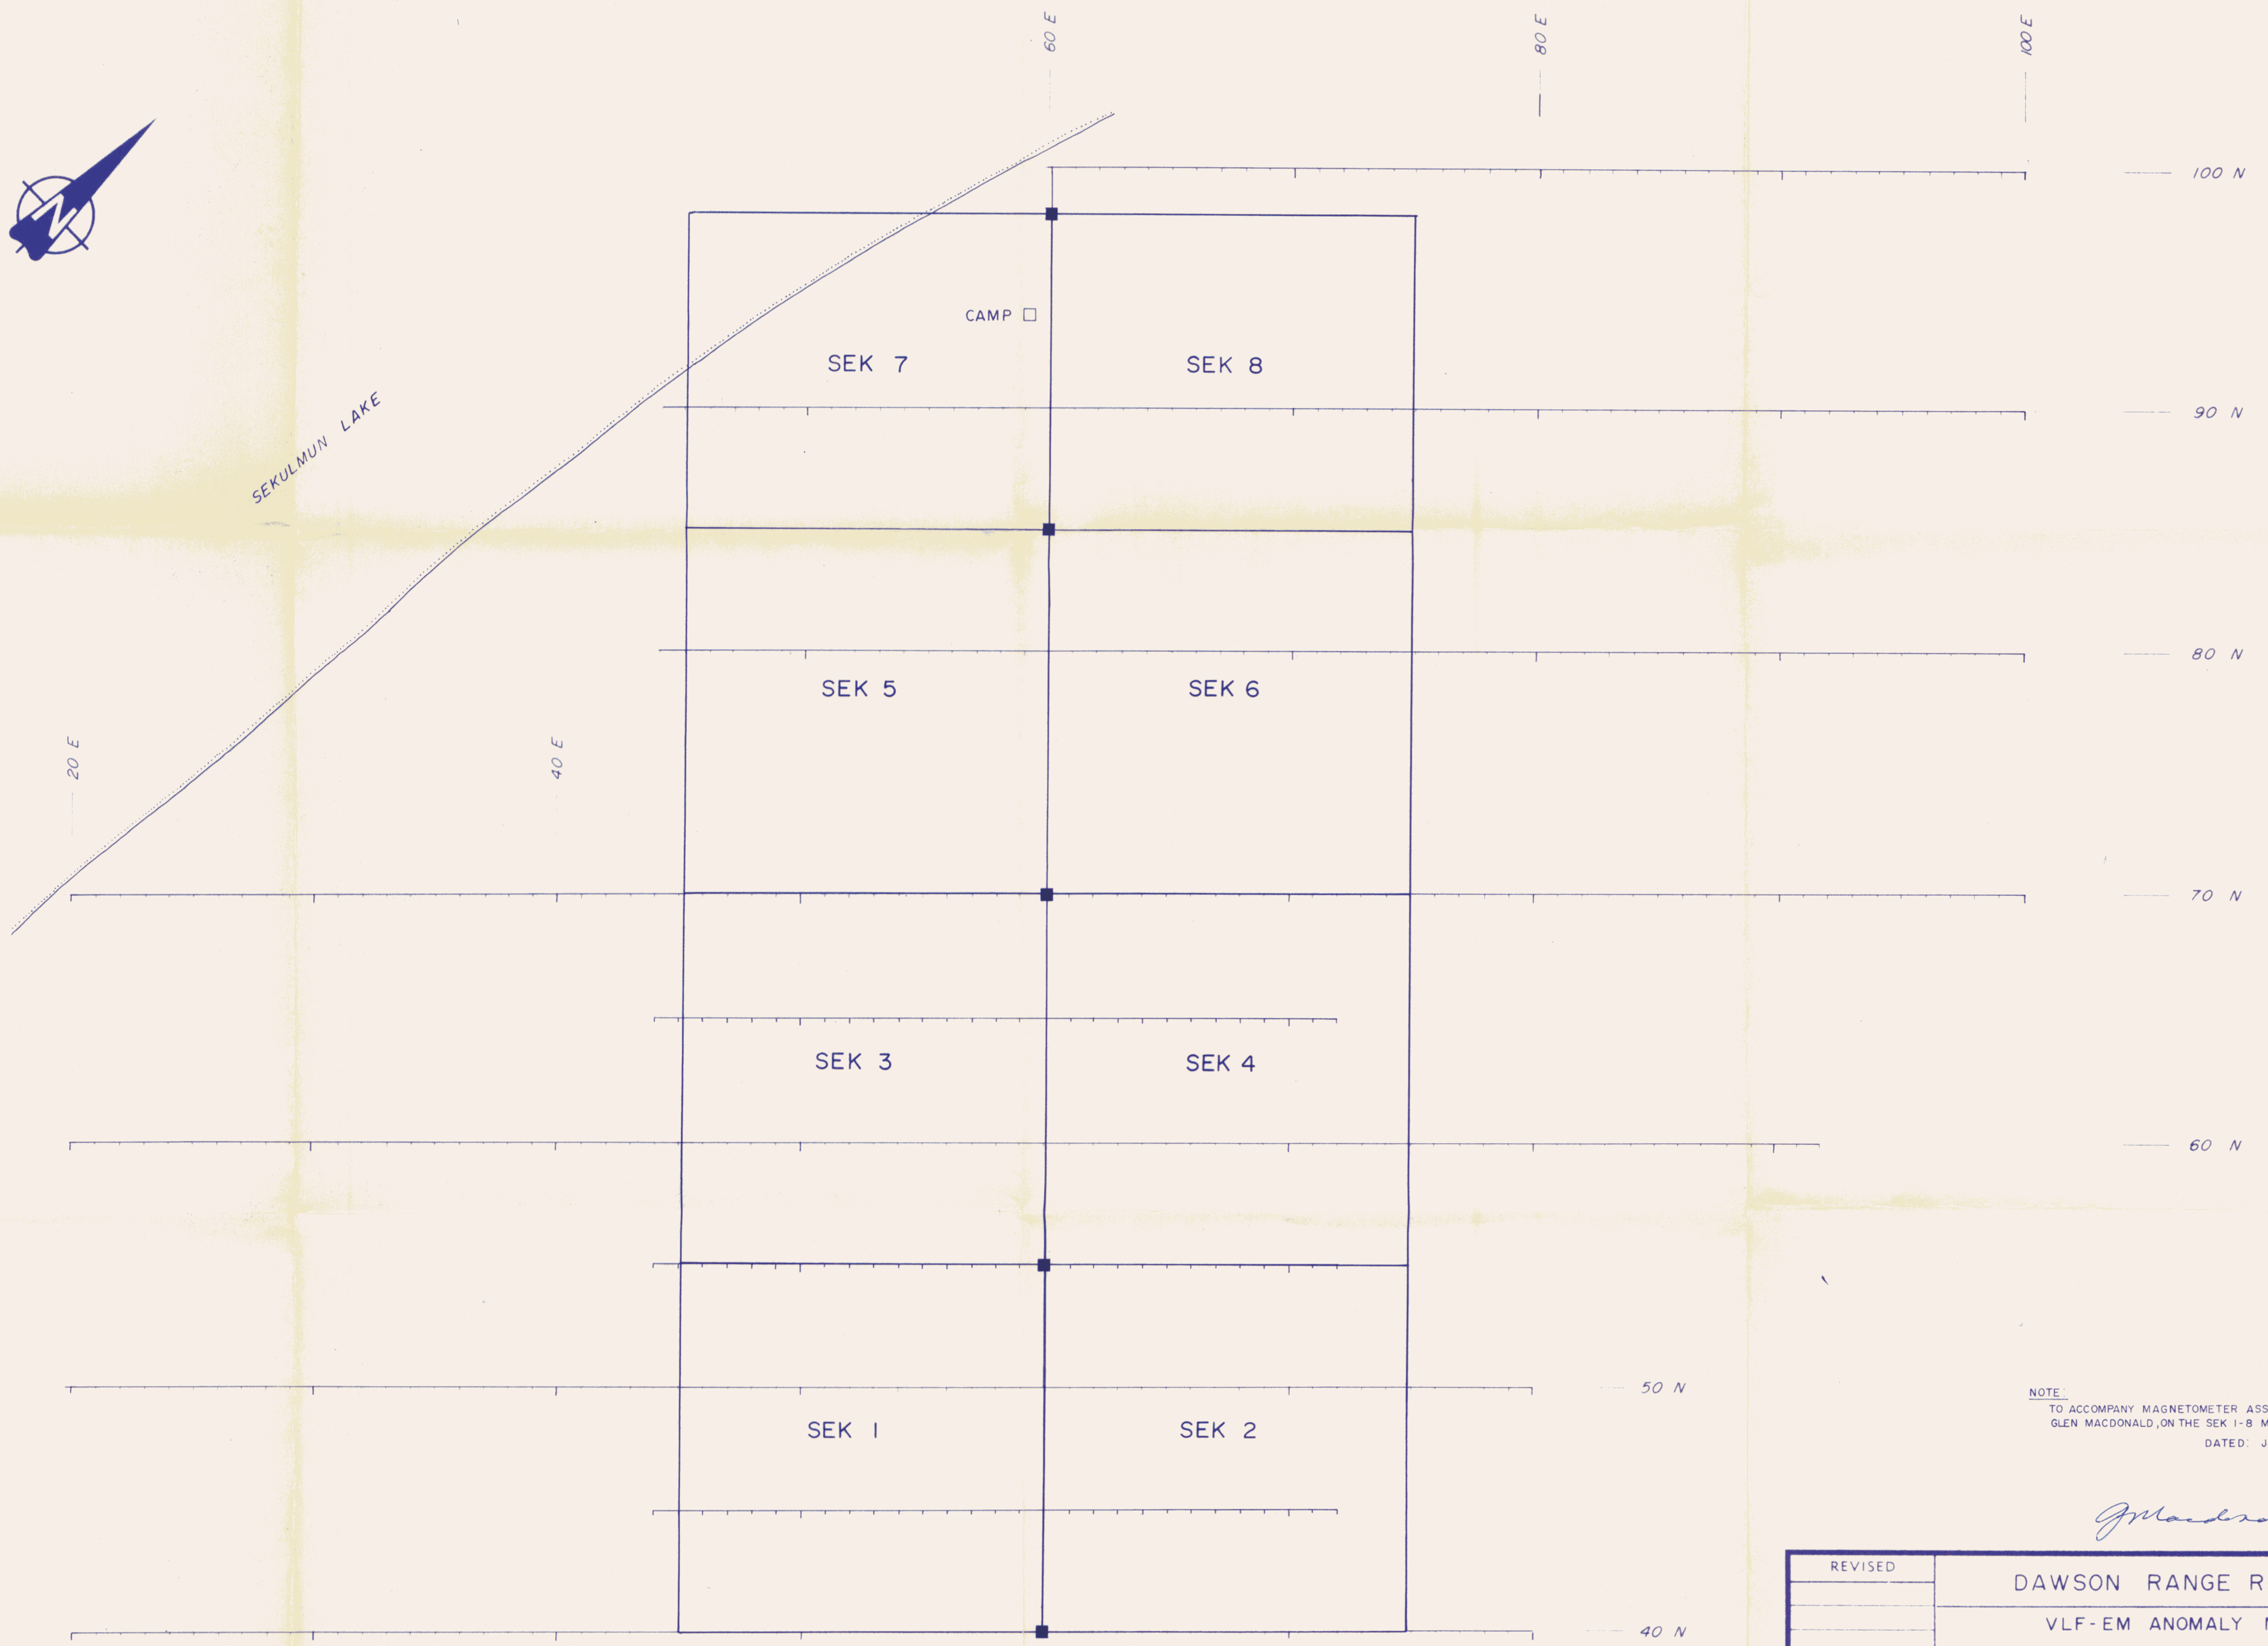 60 E
80 E
100 E
100 N
N
CAMP
SEK 7
SEK 8
90 N
SEKULMUN LAKE
80 N
SEK 5
SEK 6
20 E
40 E
70 N
SEK 3
SEK 4
60 N
50 N
NOTE:
TO ACCOMPANY MAGNETOMETER ASS
GLEN MACDONALD, ON THE SEK 1-8 M
DATED: J
SEK 1
SEK 2
REVISED
DAWSON RANGE R
VLF-EM ANOMALY
40 N